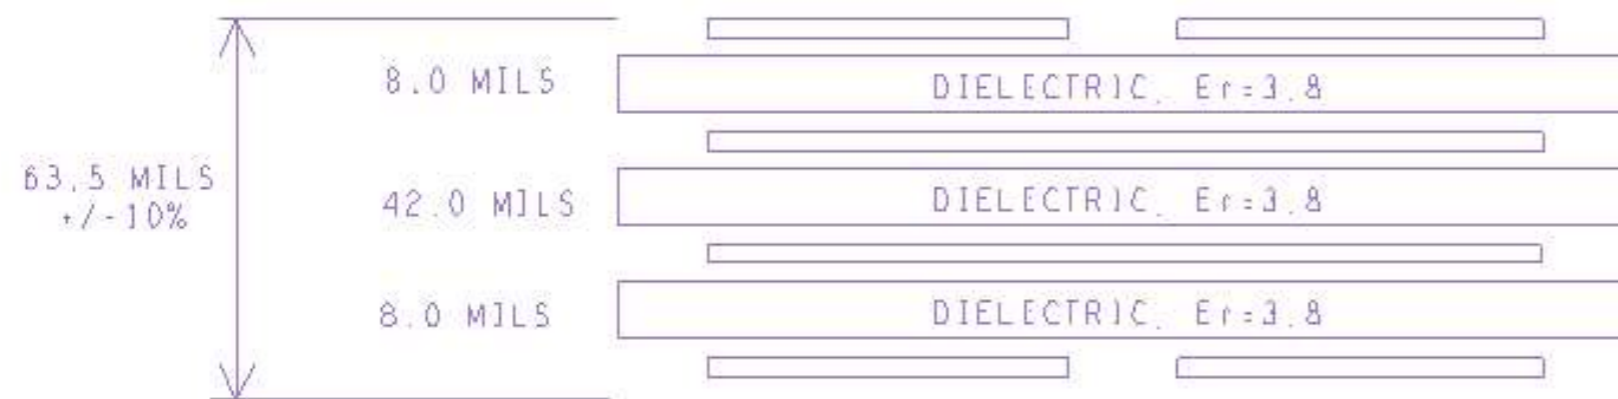 8.0 MILS
DIELECTRIC, Er=3.8
63.5 MILS
+/-10%
42.0 MILS
DIELECTRIC, Er=3.8
8.0 MILS
DIELECTRIC, Er=3.8